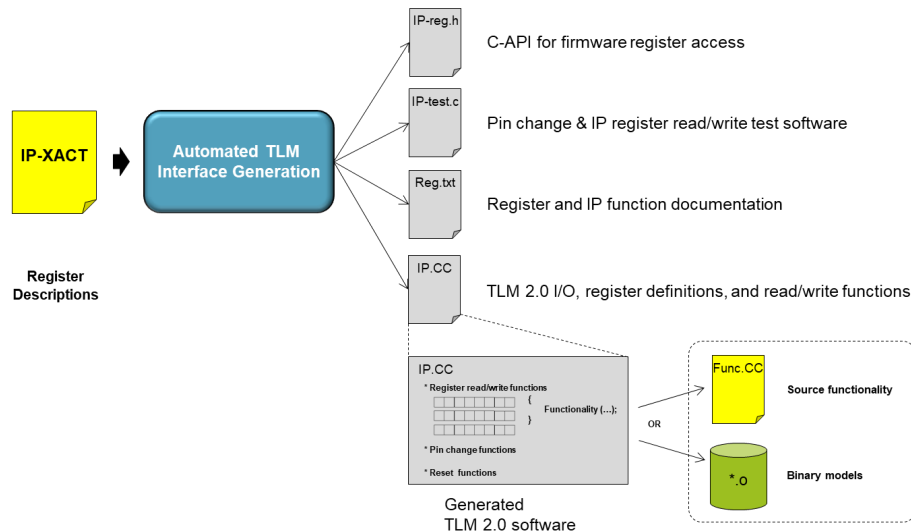 IP-reg.h
C-API for firmware register access
IP-test.c
Pin change & IP register read/write test software
IP-XACT
Automated TLM
Interface Generation
Reg.txt
Register and IP function documentation
Register
Descriptions
IP.CC
TLM 2.0 I/O, register definitions, and read/write functions
IP.CC
* Register read/write functions
{
Functionality (...);
}
* Pin change functions
* Reset functions
Generated
TLM 2.0 software
OR
Func.CC
Source functionality
*.o
Binary models